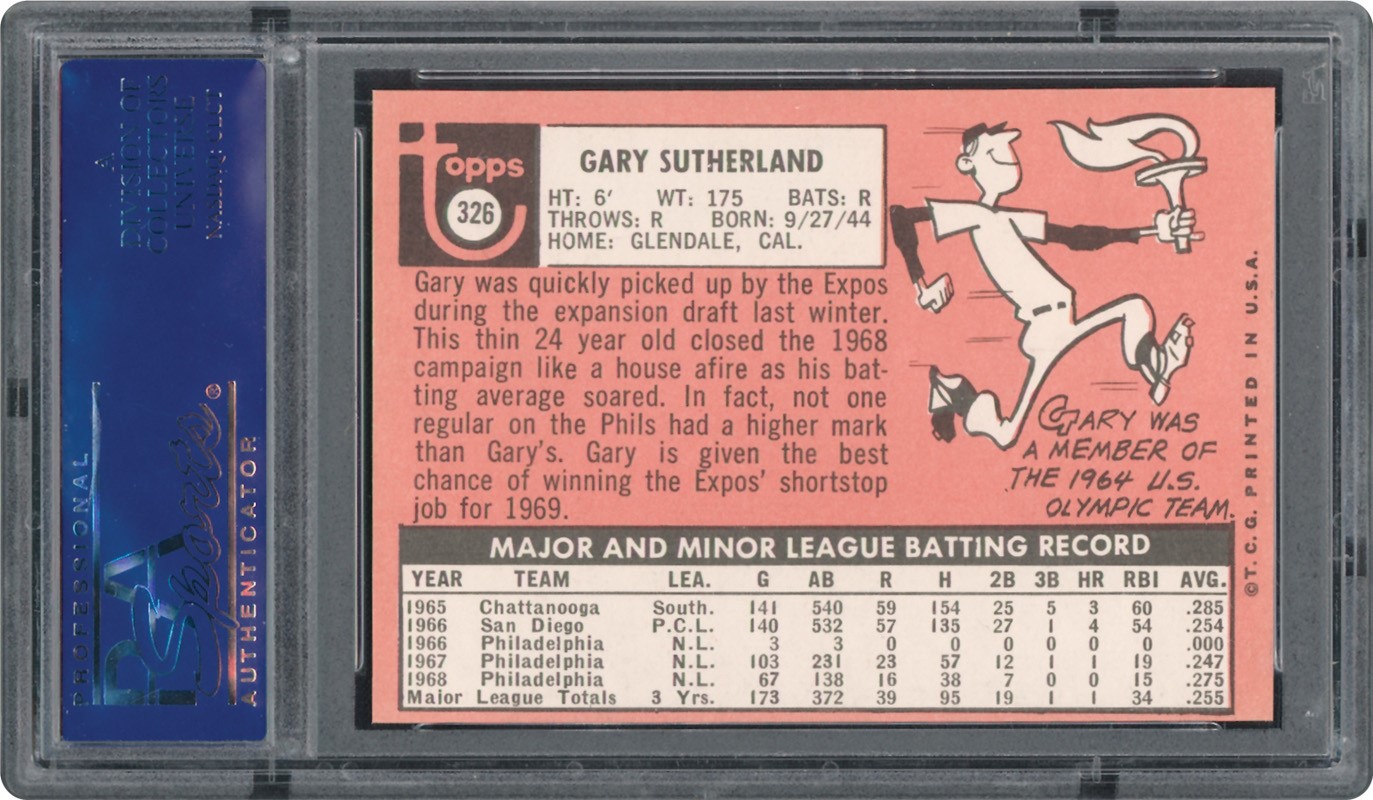 A
DIVISION OF
COLLECTORS
UNIVERSE
NASDAQ: CLCT
PROFESSIONAL
PSA
Sports®
AUTHENTICATOR
Topps
326
GARY SUTHERLAND
HT: 6' WT: 175 BATS: R
THROWS: R BORN: 9/27/44
HOME: GLENDALE, CAL.
Gary was quickly picked up by the Expos
during the expansion draft last winter.
This thin 24 year old closed the 1968
campaign like a house afire as his bat-
ting average soared. In fact, not one
regular on the Phils had a higher mark
than Gary's. Gary is given the best
chance of winning the Expos' shortstop
job for 1969.
GARY WAS
A MEMBER OF
THE 1964 U.S.
OLYMPIC TEAM.
©T. C. G. PRINTED IN U.S.A.
MAJOR AND MINOR LEAGUE BATTING RECORD
YEAR TEAM LEA. G AB R H 2B 3B HR RBI AVG.
1965 Chattanooga South. 141 540 59 154 25 5 3 60 .285
1966 San Diego P.C.L. 140 532 57 135 27 1 4 54 .254
1966 Philadelphia N.L. 3 3 0 0 0 0 0 0 .000
1967 Philadelphia N.L. 103 231 23 57 12 1 1 19 .247
1968 Philadelphia N.L. 67 138 16 38 7 0 0 15 .275
Major League Totals 3 Yrs. 173 372 39 95 19 1 1 34 .255